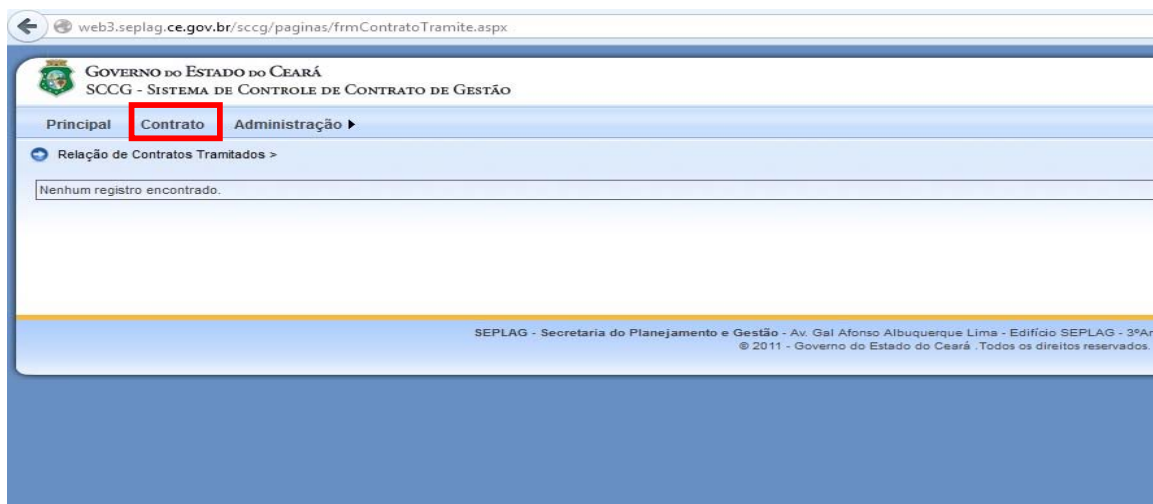 web3.seplag.ce.gov.br/sccg/paginas/frmContratoTramite.aspx
Governo do Estado do Ceará
SCCG - Sistema de Controle de Contrato de Gestão
Principal Contrato Administração
Relação de Contratos Tramitados >
Nenhum registro encontrado.
SEPLAG - Secretaria do Planejamento e Gestão - Av. Gal Afonso Albuquerque Lima - Edifício SEPLAG - 3ºAn
© 2011 - Governo do Estado do Ceará .Todos os direitos reservados.